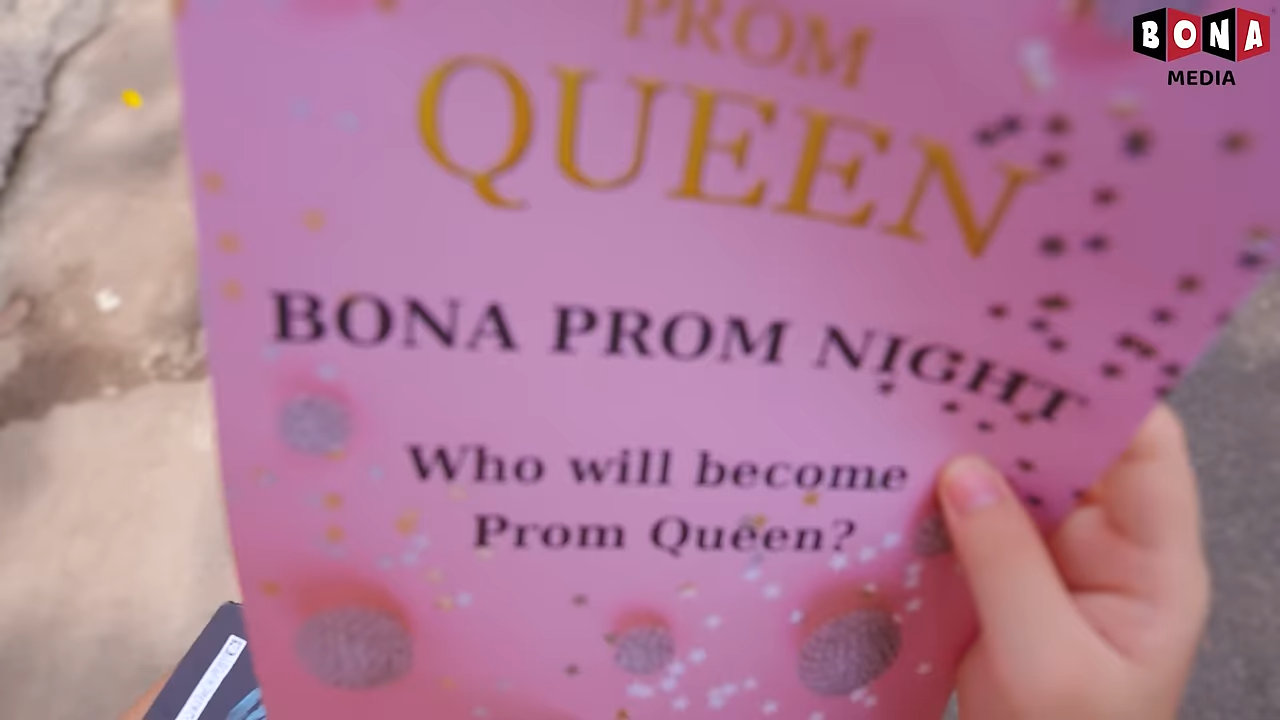 BONA
MEDIA
PROM
QUEEN
BONA PROM NIGHT
Who will become
Prom Queen?